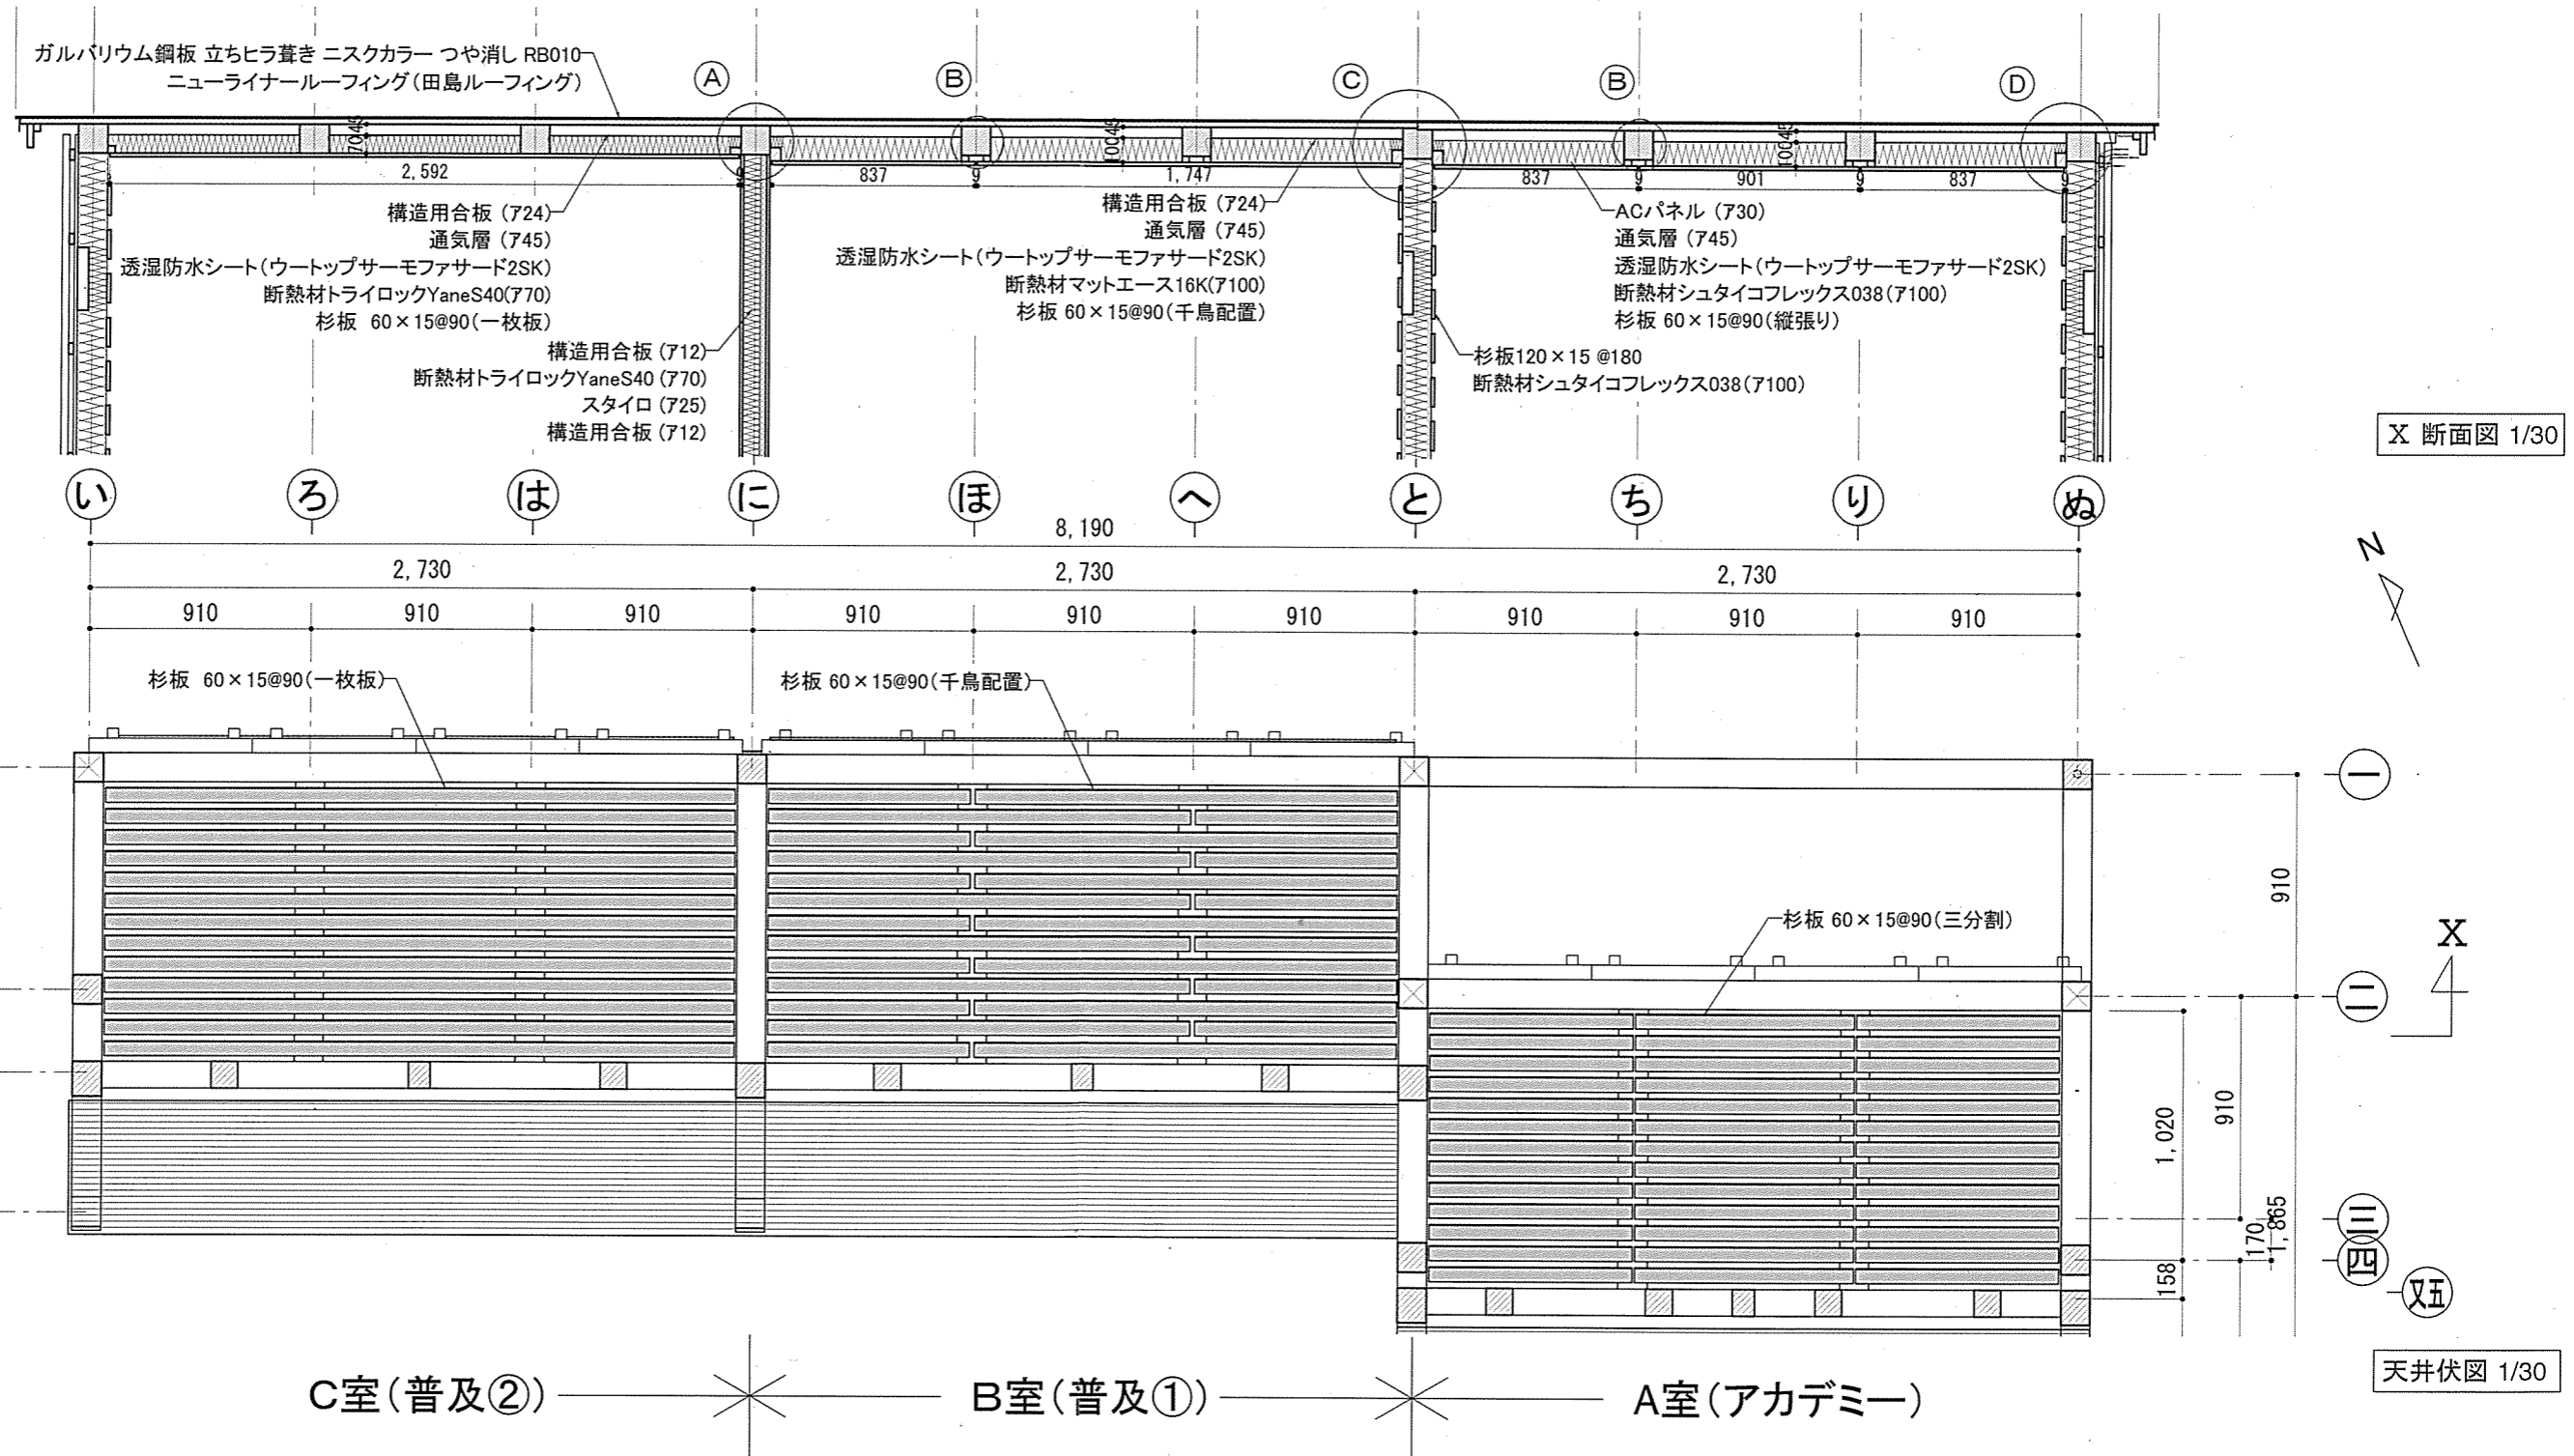 ガルバリウム鋼板 立ちヒラ葺き ニスクカラー つや消し RB010
ニューライナールーフィング(田島ルーフィング)
A
B
C
B
D
7045
10045
10045
2,592
9
837
9
1,747
837
9
901
9
837
9
構造用合板 (ア24)
通気層 (ア45)
透湿防水シート(ウートップサーモファサード2SK)
断熱材トライロックYaneS40(ア70)
杉板 60×15@90(一枚板)
構造用合板 (ア12)
断熱材トライロックYaneS40 (ア70)
スタイロ (ア25)
構造用合板 (ア12)
構造用合板 (ア24)
通気層 (ア45)
透湿防水シート(ウートップサーモファサード2SK)
断熱材マットエース16K(ア100)
杉板 60×15@90(千鳥配置)
ACパネル (ア30)
通気層 (ア45)
透湿防水シート(ウートップサーモファサード2SK)
断熱材シュタイコフレックス038(ア100)
杉板 60×15@90(縦張り)
杉板120×15 @180
断熱材シュタイコフレックス038(ア100)
X 断面図 1/30
い
ろ
は
に
ほ
へ
と
ち
り
ぬ
8,190
2,730
2,730
2,730
910
910
910
910
910
910
910
910
910
N
杉板 60×15@90(一枚板)
杉板 60×15@90(千鳥配置)
杉板 60×15@90(三分割)
一
910
X
二
1,020
910
170
1,865
三
四
158
又五
天井伏図 1/30
C室(普及②)
B室(普及①)
A室(アカデミー)